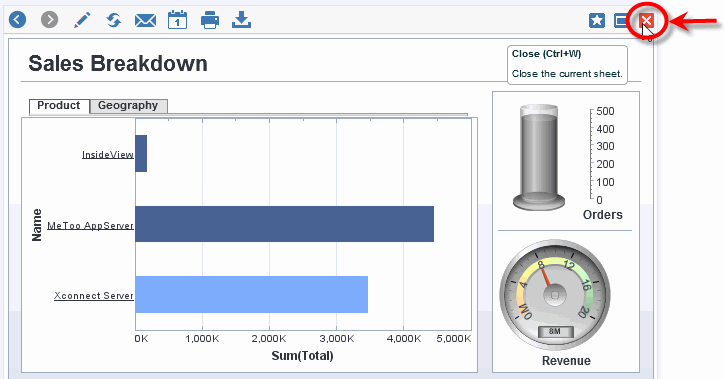 1
Close (Ctrl+W)
Close the current sheet.
Sales Breakdown
Product Geography
InsideView
MeToo AppServer
Xconnect Server
Name
0K 1,000K 2,000K 3,000K 4,000K 5,000K
Sum(Total)
500
400
300
200
100
0
Orders
0M 4 8 12 16 20
8M
Revenue